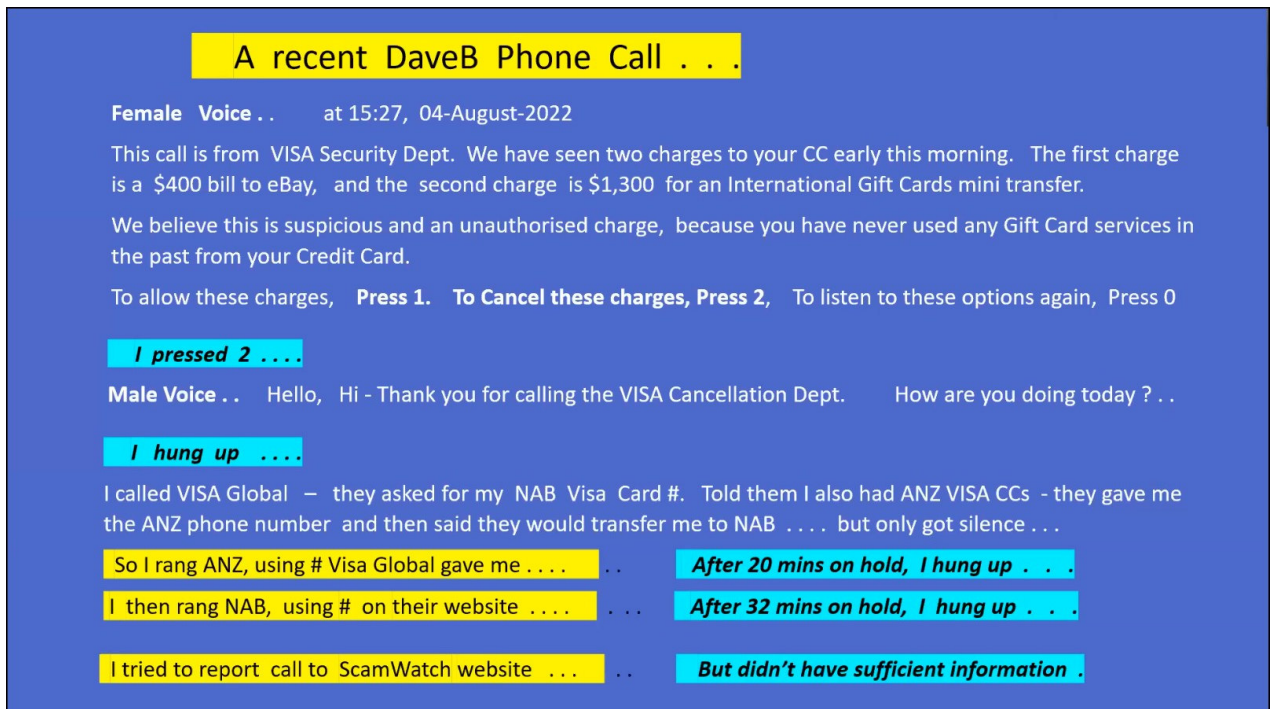 A recent DaveB Phone Call . . .
Female Voice . . at 15:27, 04-August-2022
This call is from VISA Security Dept. We have seen two charges to your CC early this morning. The first charge
is a $400 bill to eBay, and the second charge is $1,300 for an International Gift Cards mini transfer.
We believe this is suspicious and an unauthorised charge, because you have never used any Gift Card services in
the past from your Credit Card.
To allow these charges, Press 1. To Cancel these charges, Press 2, To listen to these options again, Press 0
I pressed 2 . . . .
Male Voice . . Hello, Hi - Thank you for calling the VISA Cancellation Dept. How are you doing today ? . .
I hung up . . . .
I called VISA Global – they asked for my NAB Visa Card #. Told them I also had ANZ VISA CCs - they gave me
the ANZ phone number and then said they would transfer me to NAB . . . . but only got silence . . .
So I rang ANZ, using # Visa Global gave me . . . . . . After 20 mins on hold, I hung up . . .
I then rang NAB, using # on their website . . . . . . . After 32 mins on hold, I hung up . . .
I tried to report call to ScamWatch website . . . . . But didn't have sufficient information .